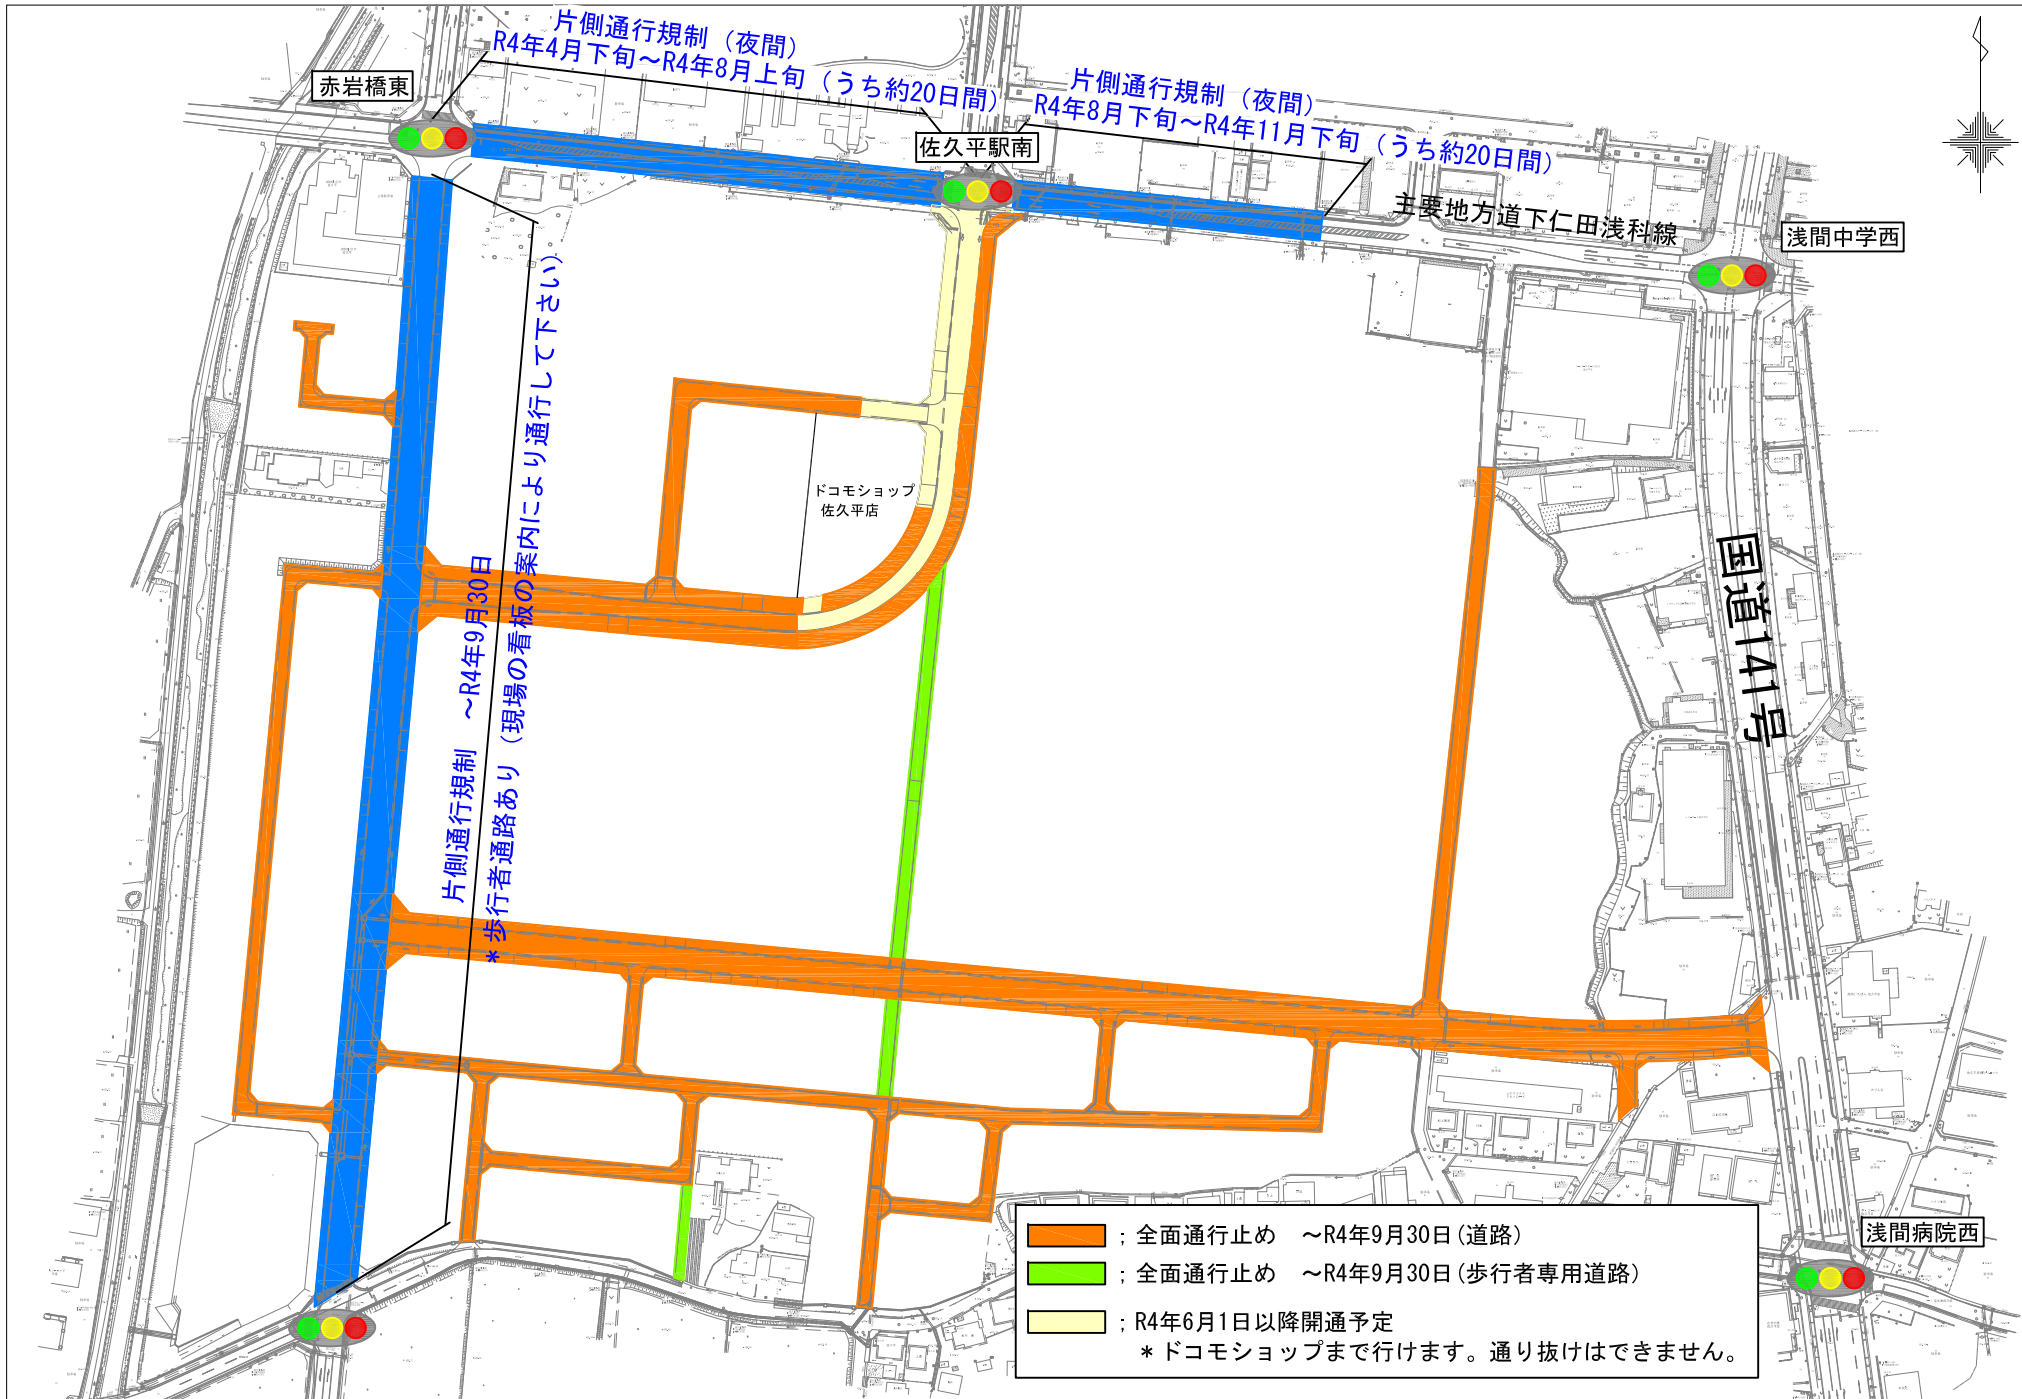 片側通行規制（夜間）
R4年4月下旬～R4年8月上旬（うち約20日間）
片側通行規制（夜間）
R4年8月下旬～R4年11月下旬（うち約20日間）
赤岩橋東
佐久平駅南
主要地方道下仁田浅科線
浅間中学西
ドコモショップ
佐久平店
国道141号
片側通行規制　～R4年9月30日
＊歩行者通路あり（現場の看板の案内により通行して下さい）
浅間病院西
；全面通行止め　～R4年9月30日(道路)
；全面通行止め　～R4年9月30日(歩行者専用道路)
；R4年6月1日以降開通予定
＊ドコモショップまで行けます。通り抜けはできません。